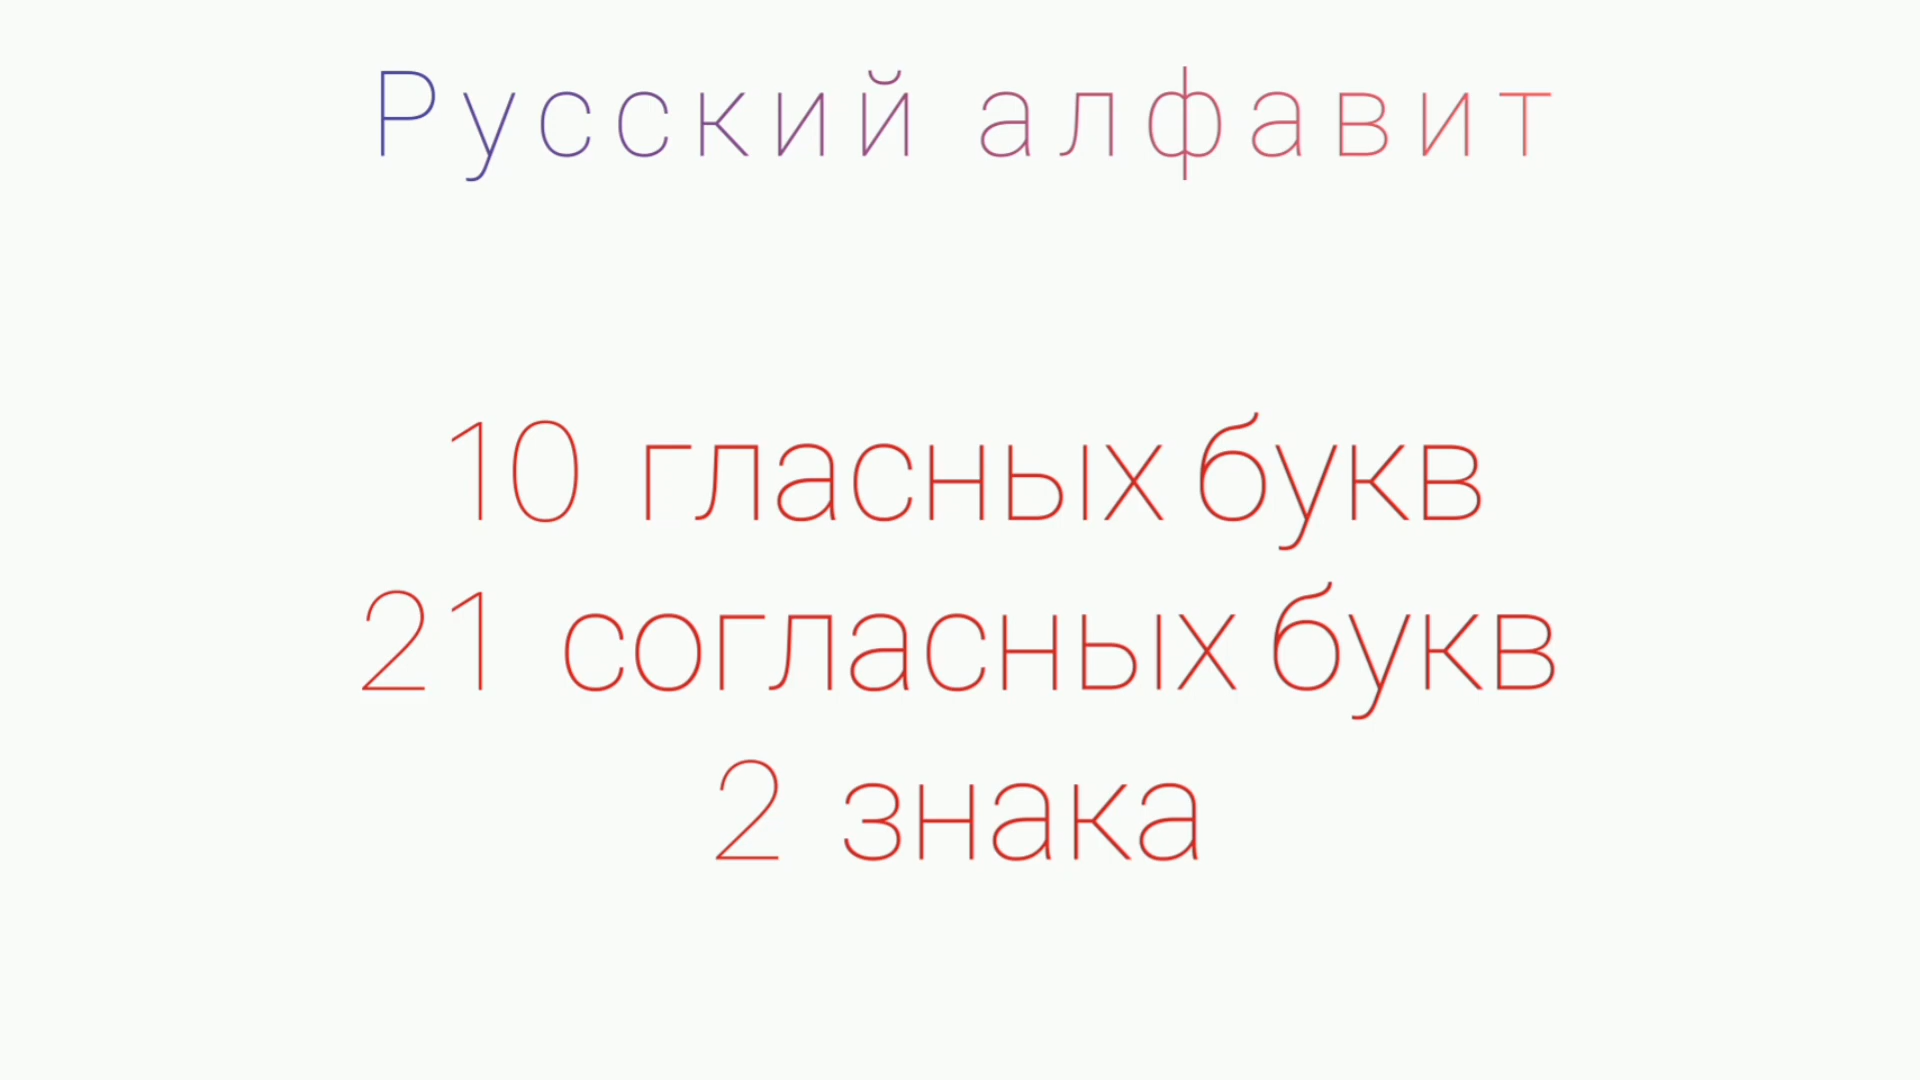 Русский алфавит
10 гласных букв
21 согласных букв
2 знака